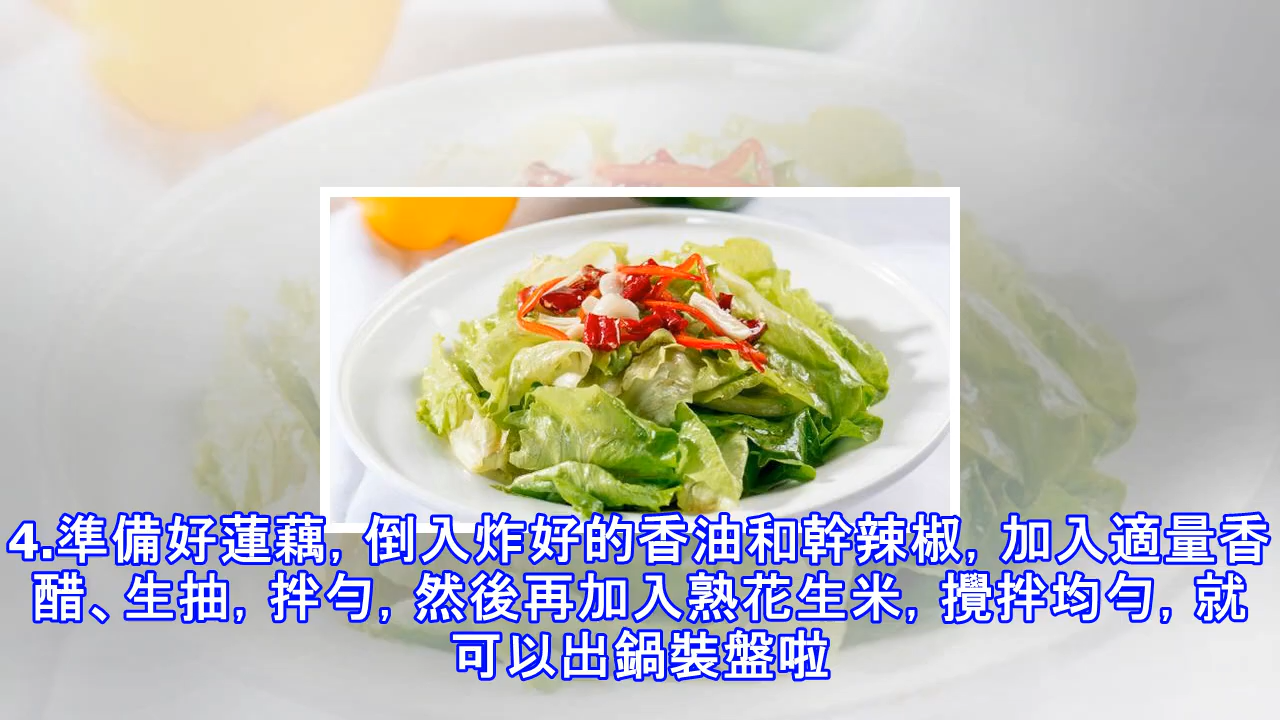 4.準備好蓮藕, 倒入炸好的香油和幹辣椒, 加入適量香
醋、生抽, 拌勻, 然後再加入熟花生米, 攪拌均勻, 就
可以出鍋裝盤啦